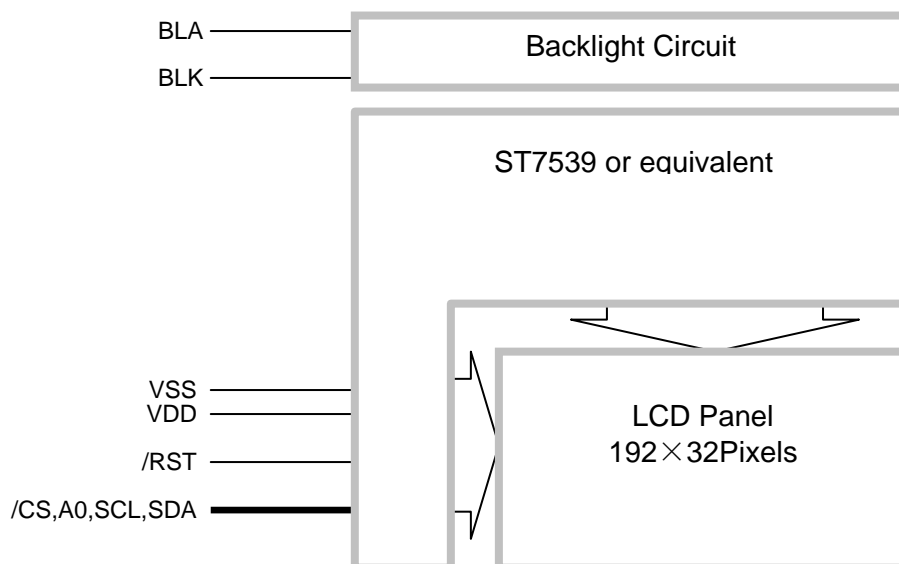 BLA
Backlight Circuit
BLK
ST7539 or equivalent
VSS
VDD
LCD Panel
192×32Pixels
/RST
/CS,A0,SCL,SDA